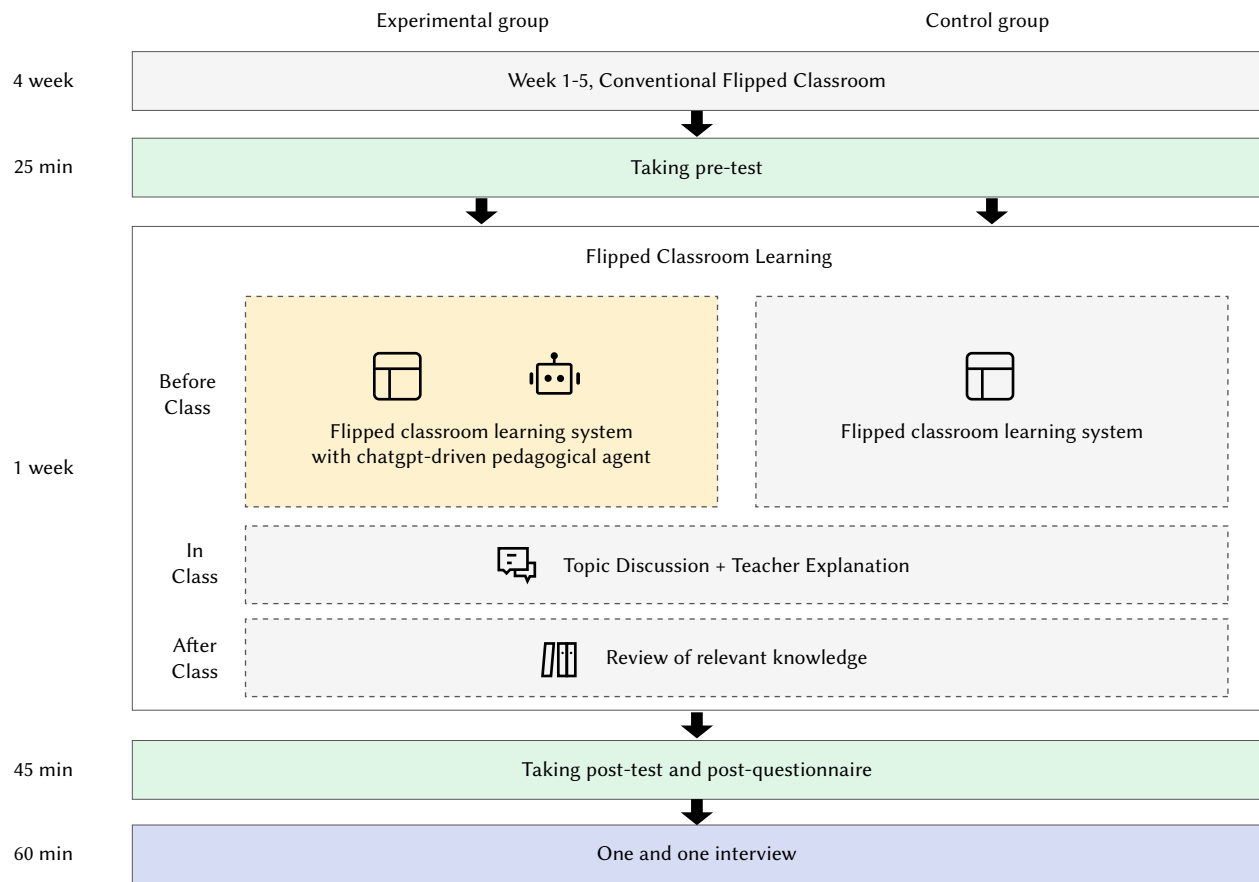 Experimental group
Control group
4 week
Week 1-5, Conventional Flipped Classroom
25 min
Taking pre-test
1 week
Flipped Classroom Learning
Before
Class
Flipped classroom learning system
with chatgpt-driven pedagogical agent
Flipped classroom learning system
In
Class
Topic Discussion + Teacher Explanation
After
Class
Review of relevant knowledge
45 min
Taking post-test and post-questionnaire
60 min
One and one interview